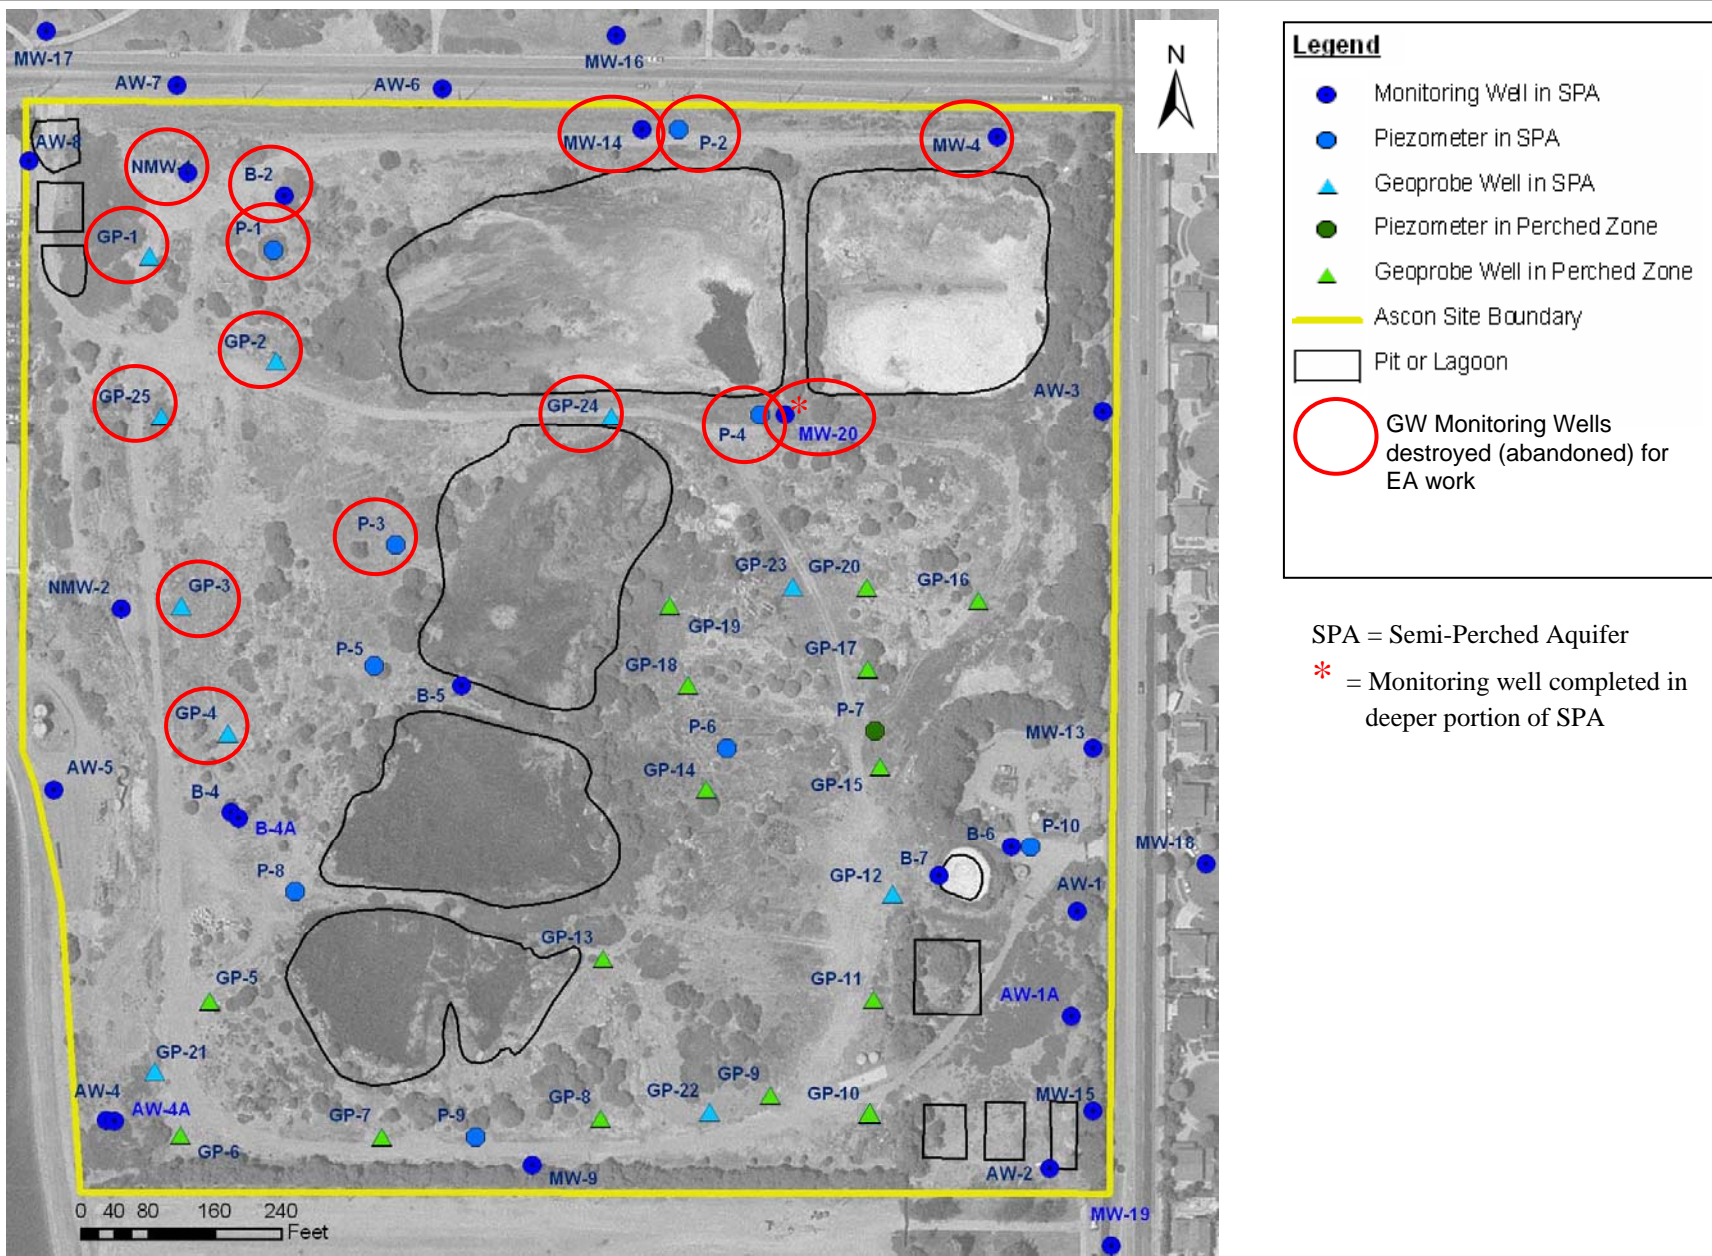 MW-17
MW-16
AW-7
AW-6
N
AW-8
NMW-1
B-2
MW-14
P-2
MW-4
GP-1
P-1
GP-2
GP-25
GP-24
P-4
MW-20
*
AW-3
P-3
NMW-2
GP-3
GP-23
GP-20
GP-16
GP-19
P-5
GP-18
GP-17
B-5
GP-4
P-6
P-7
MW-13
AW-5
GP-14
GP-15
B-4
B-4A
B-6
P-10
MW-18
P-8
GP-12
B-7
AW-1
GP-13
GP-5
GP-11
AW-1A
GP-21
AW-4
AW-4A
GP-6
GP-7
P-9
GP-8
GP-22
GP-9
GP-10
MW-15
MW-9
AW-2
MW-19
0 40 80 160 240
Feet
Legend
Monitoring Well in SPA
Piezometer in SPA
Geoprobe Well in SPA
Piezometer in Perched Zone
Geoprobe Well in Perched Zone
Ascon Site Boundary
Pit or Lagoon
GW Monitoring Wells
destroyed (abandoned) for
EA work
SPA = Semi-Perched Aquifer
* = Monitoring well completed in
deeper portion of SPA